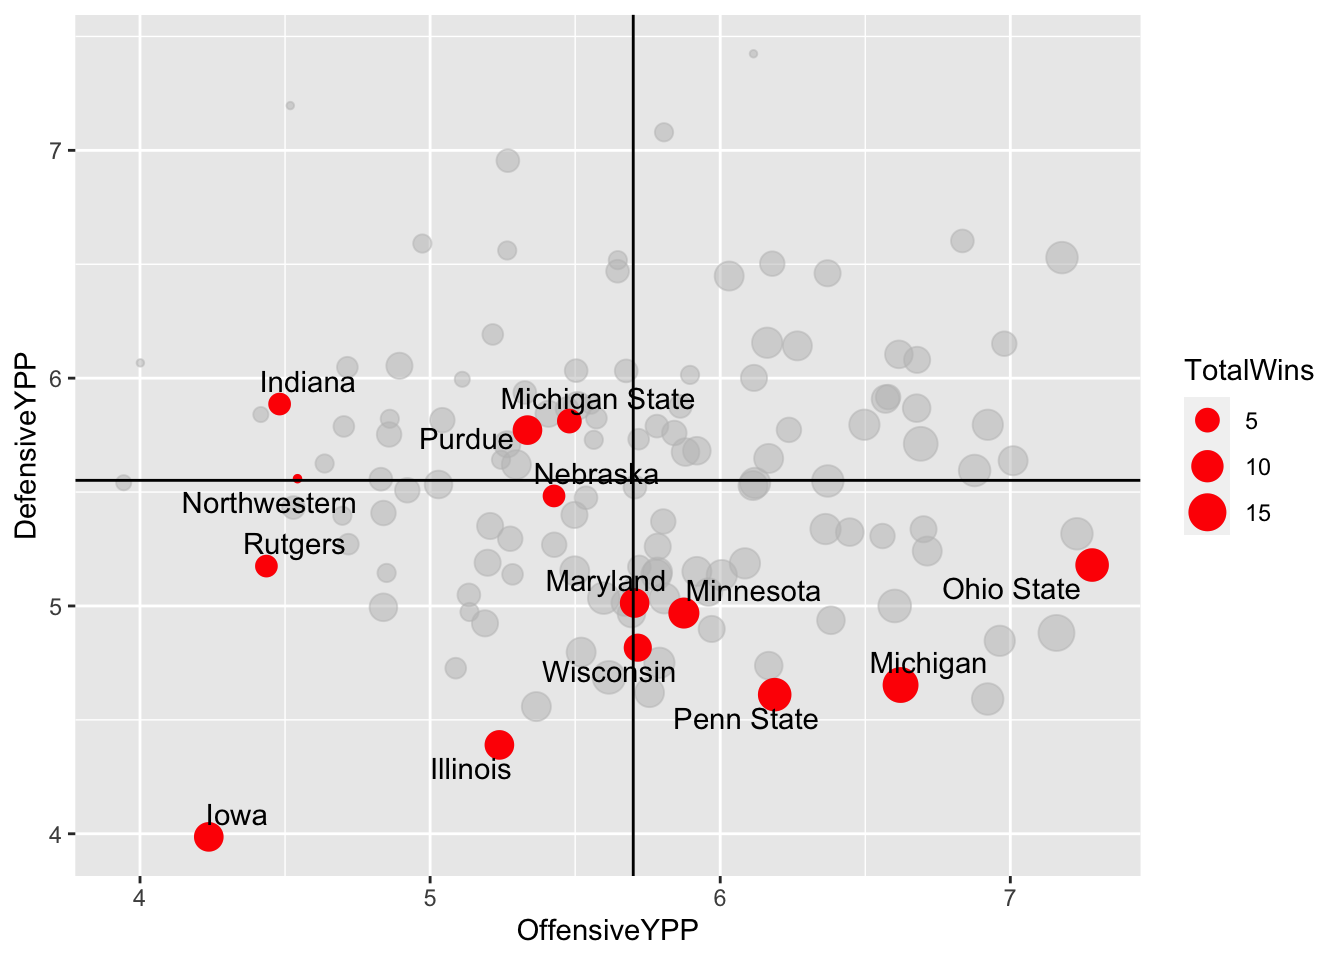 7
6
5
4
DefensiveYPP
Indiana
Michigan State
Purdue
Nebraska
Northwestern
Rutgers
Maryland
Minnesota
Ohio State
Wisconsin
Michigan
Penn State
Illinois
Iowa
4
5
6
7
OffensiveYPP
TotalWins
5
10
15